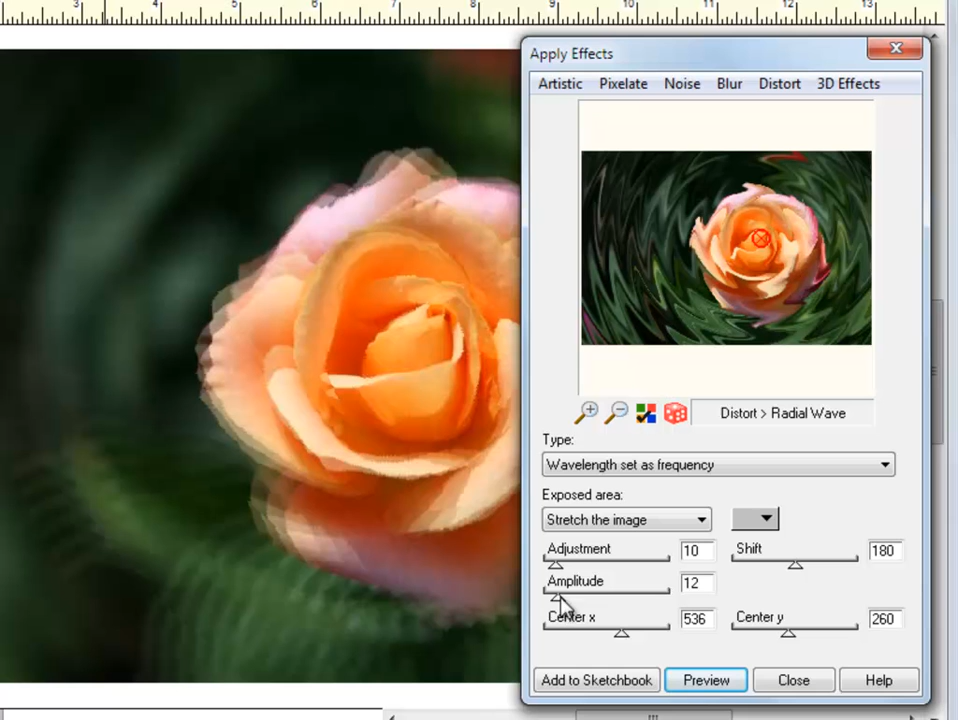 3 4 5 6 7 8 9 10 11 12 13
Apply Effects
Artistic Pixelate Noise Blur Distort 3D Effects
Distort > Radial Wave
Type:
Wavelength set as frequency
Exposed area:
Stretch the image
Adjustment 10 Shift 180
Amplitude 12
Center x 536 Center y 260
Add to Sketchbook Preview Close Help